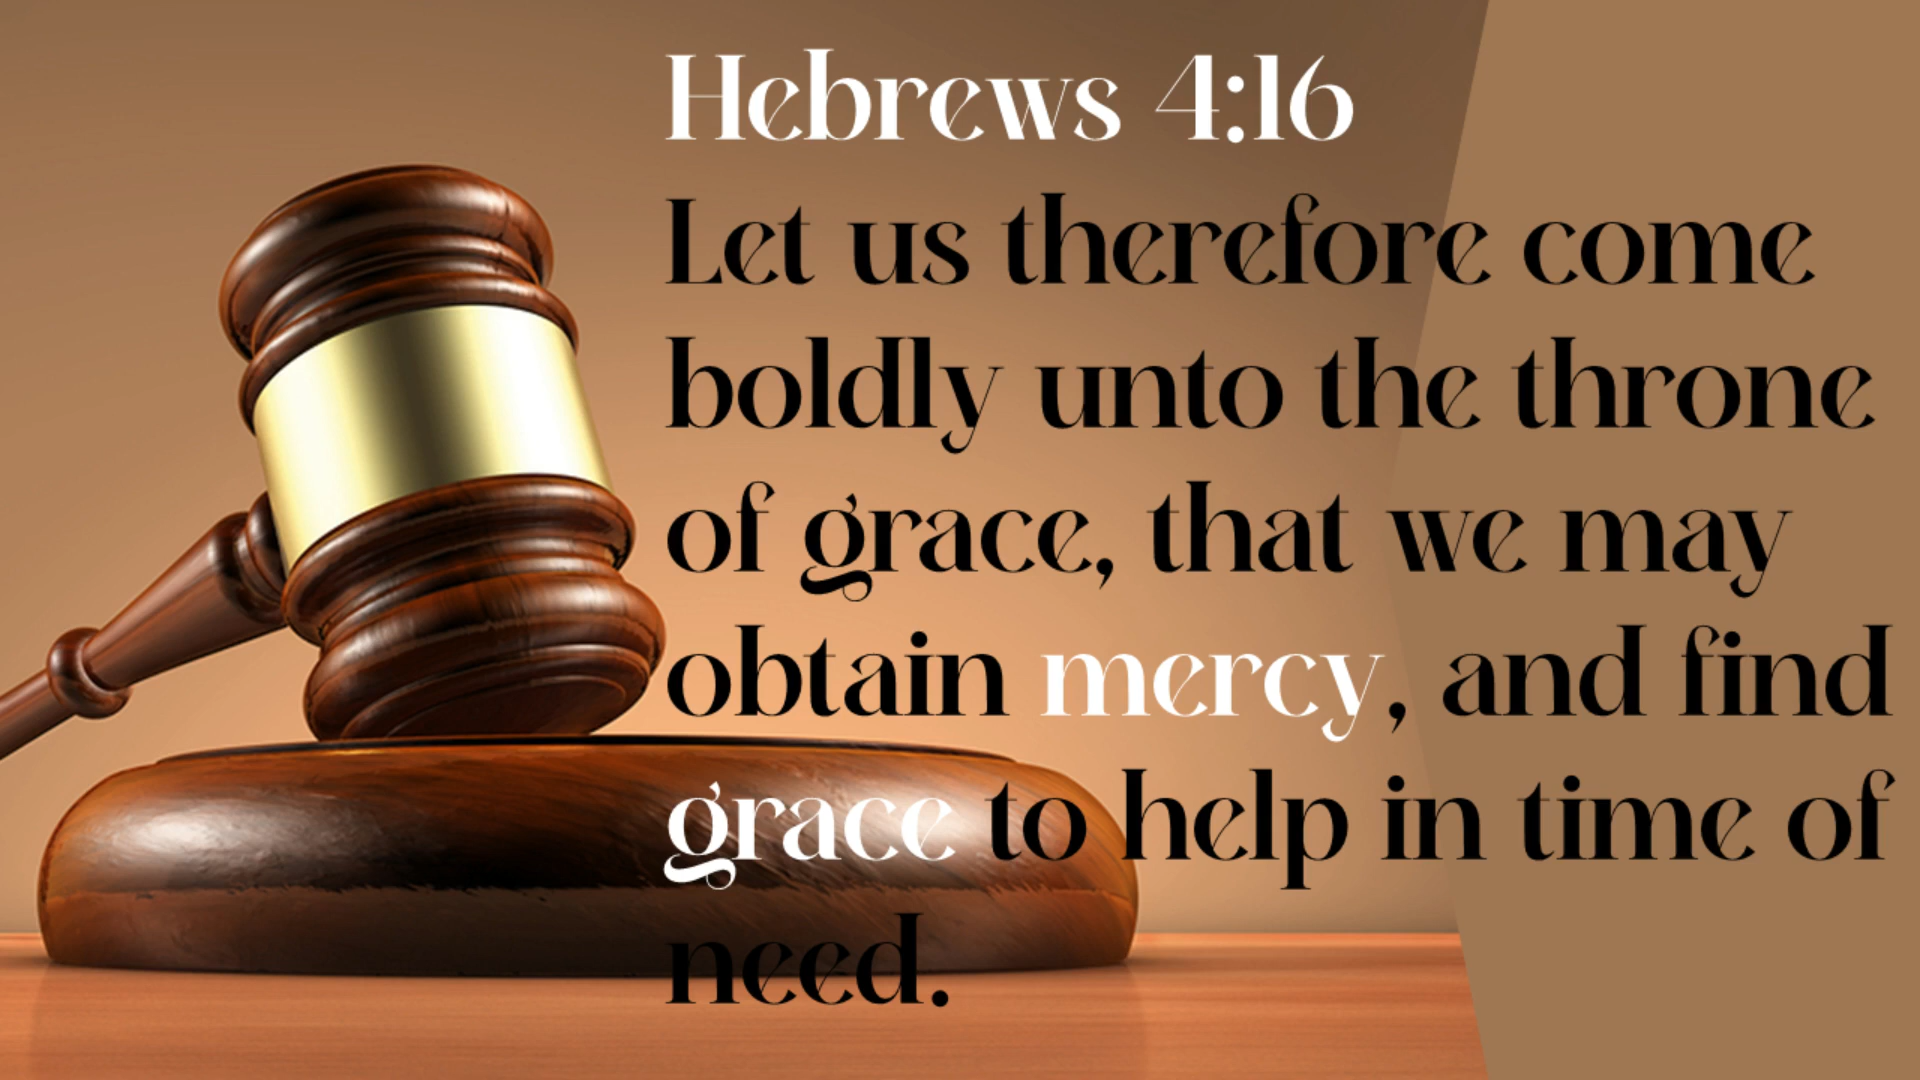 Hebrews 4:16
Let us therefore come
boldly unto the throne
of grace, that we may
obtain mercy, and find
grace to help in time of
need.